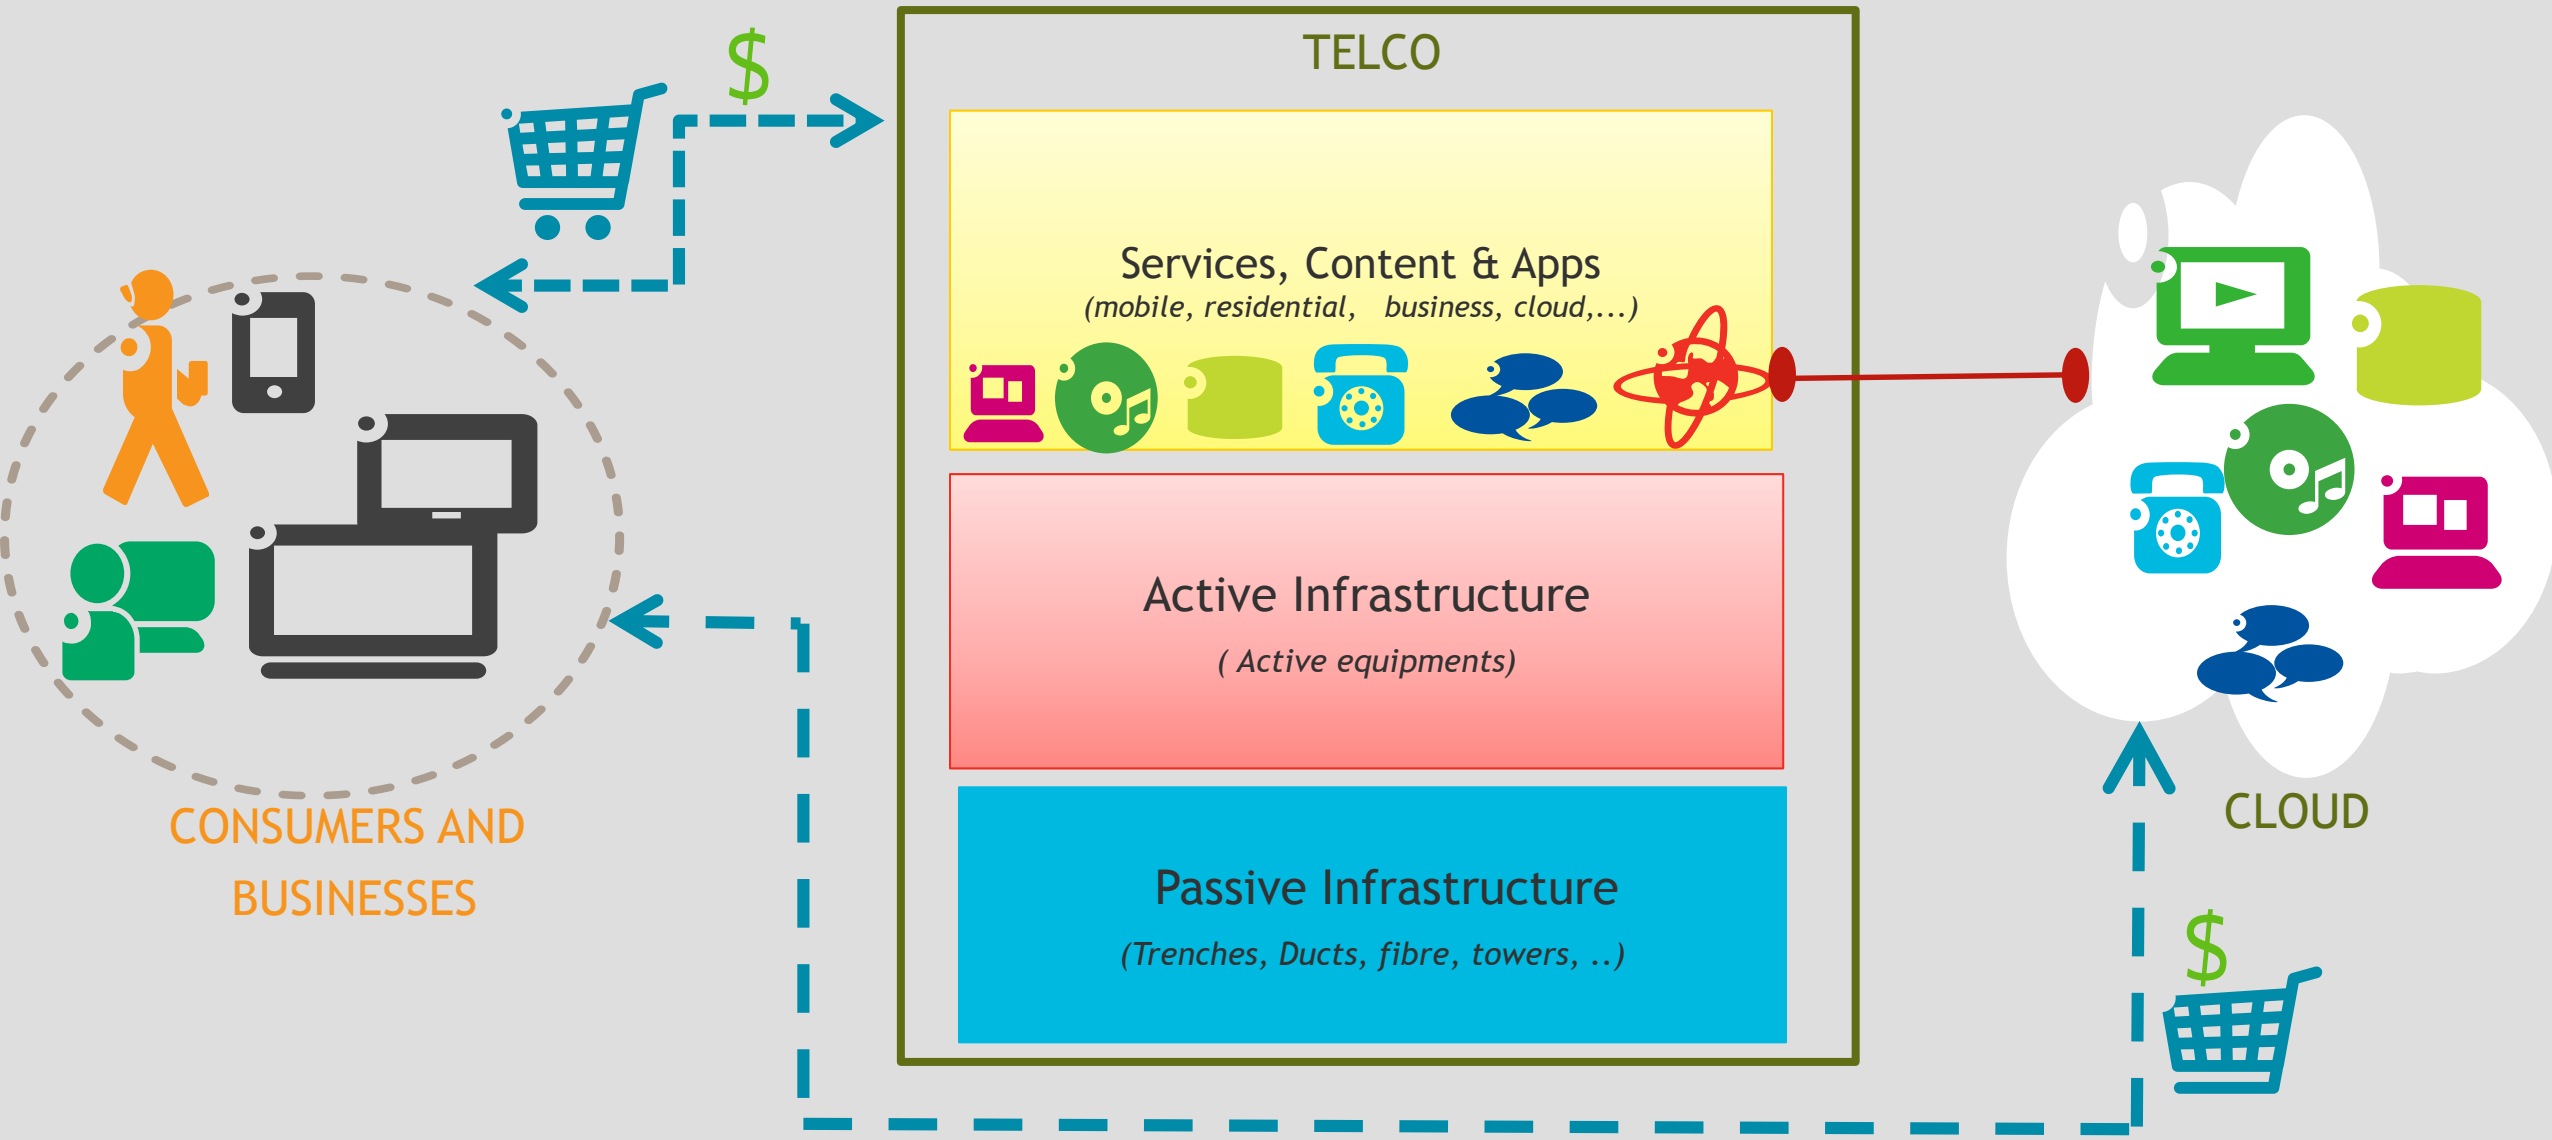 $
TELCO
Services, Content & Apps
(mobile, residential, business, cloud,...)
Active Infrastructure
( Active equipments)
CONSUMERS AND
BUSINESSES
Passive Infrastructure
(Trenches, Ducts, fibre, towers, ..)
CLOUD
$